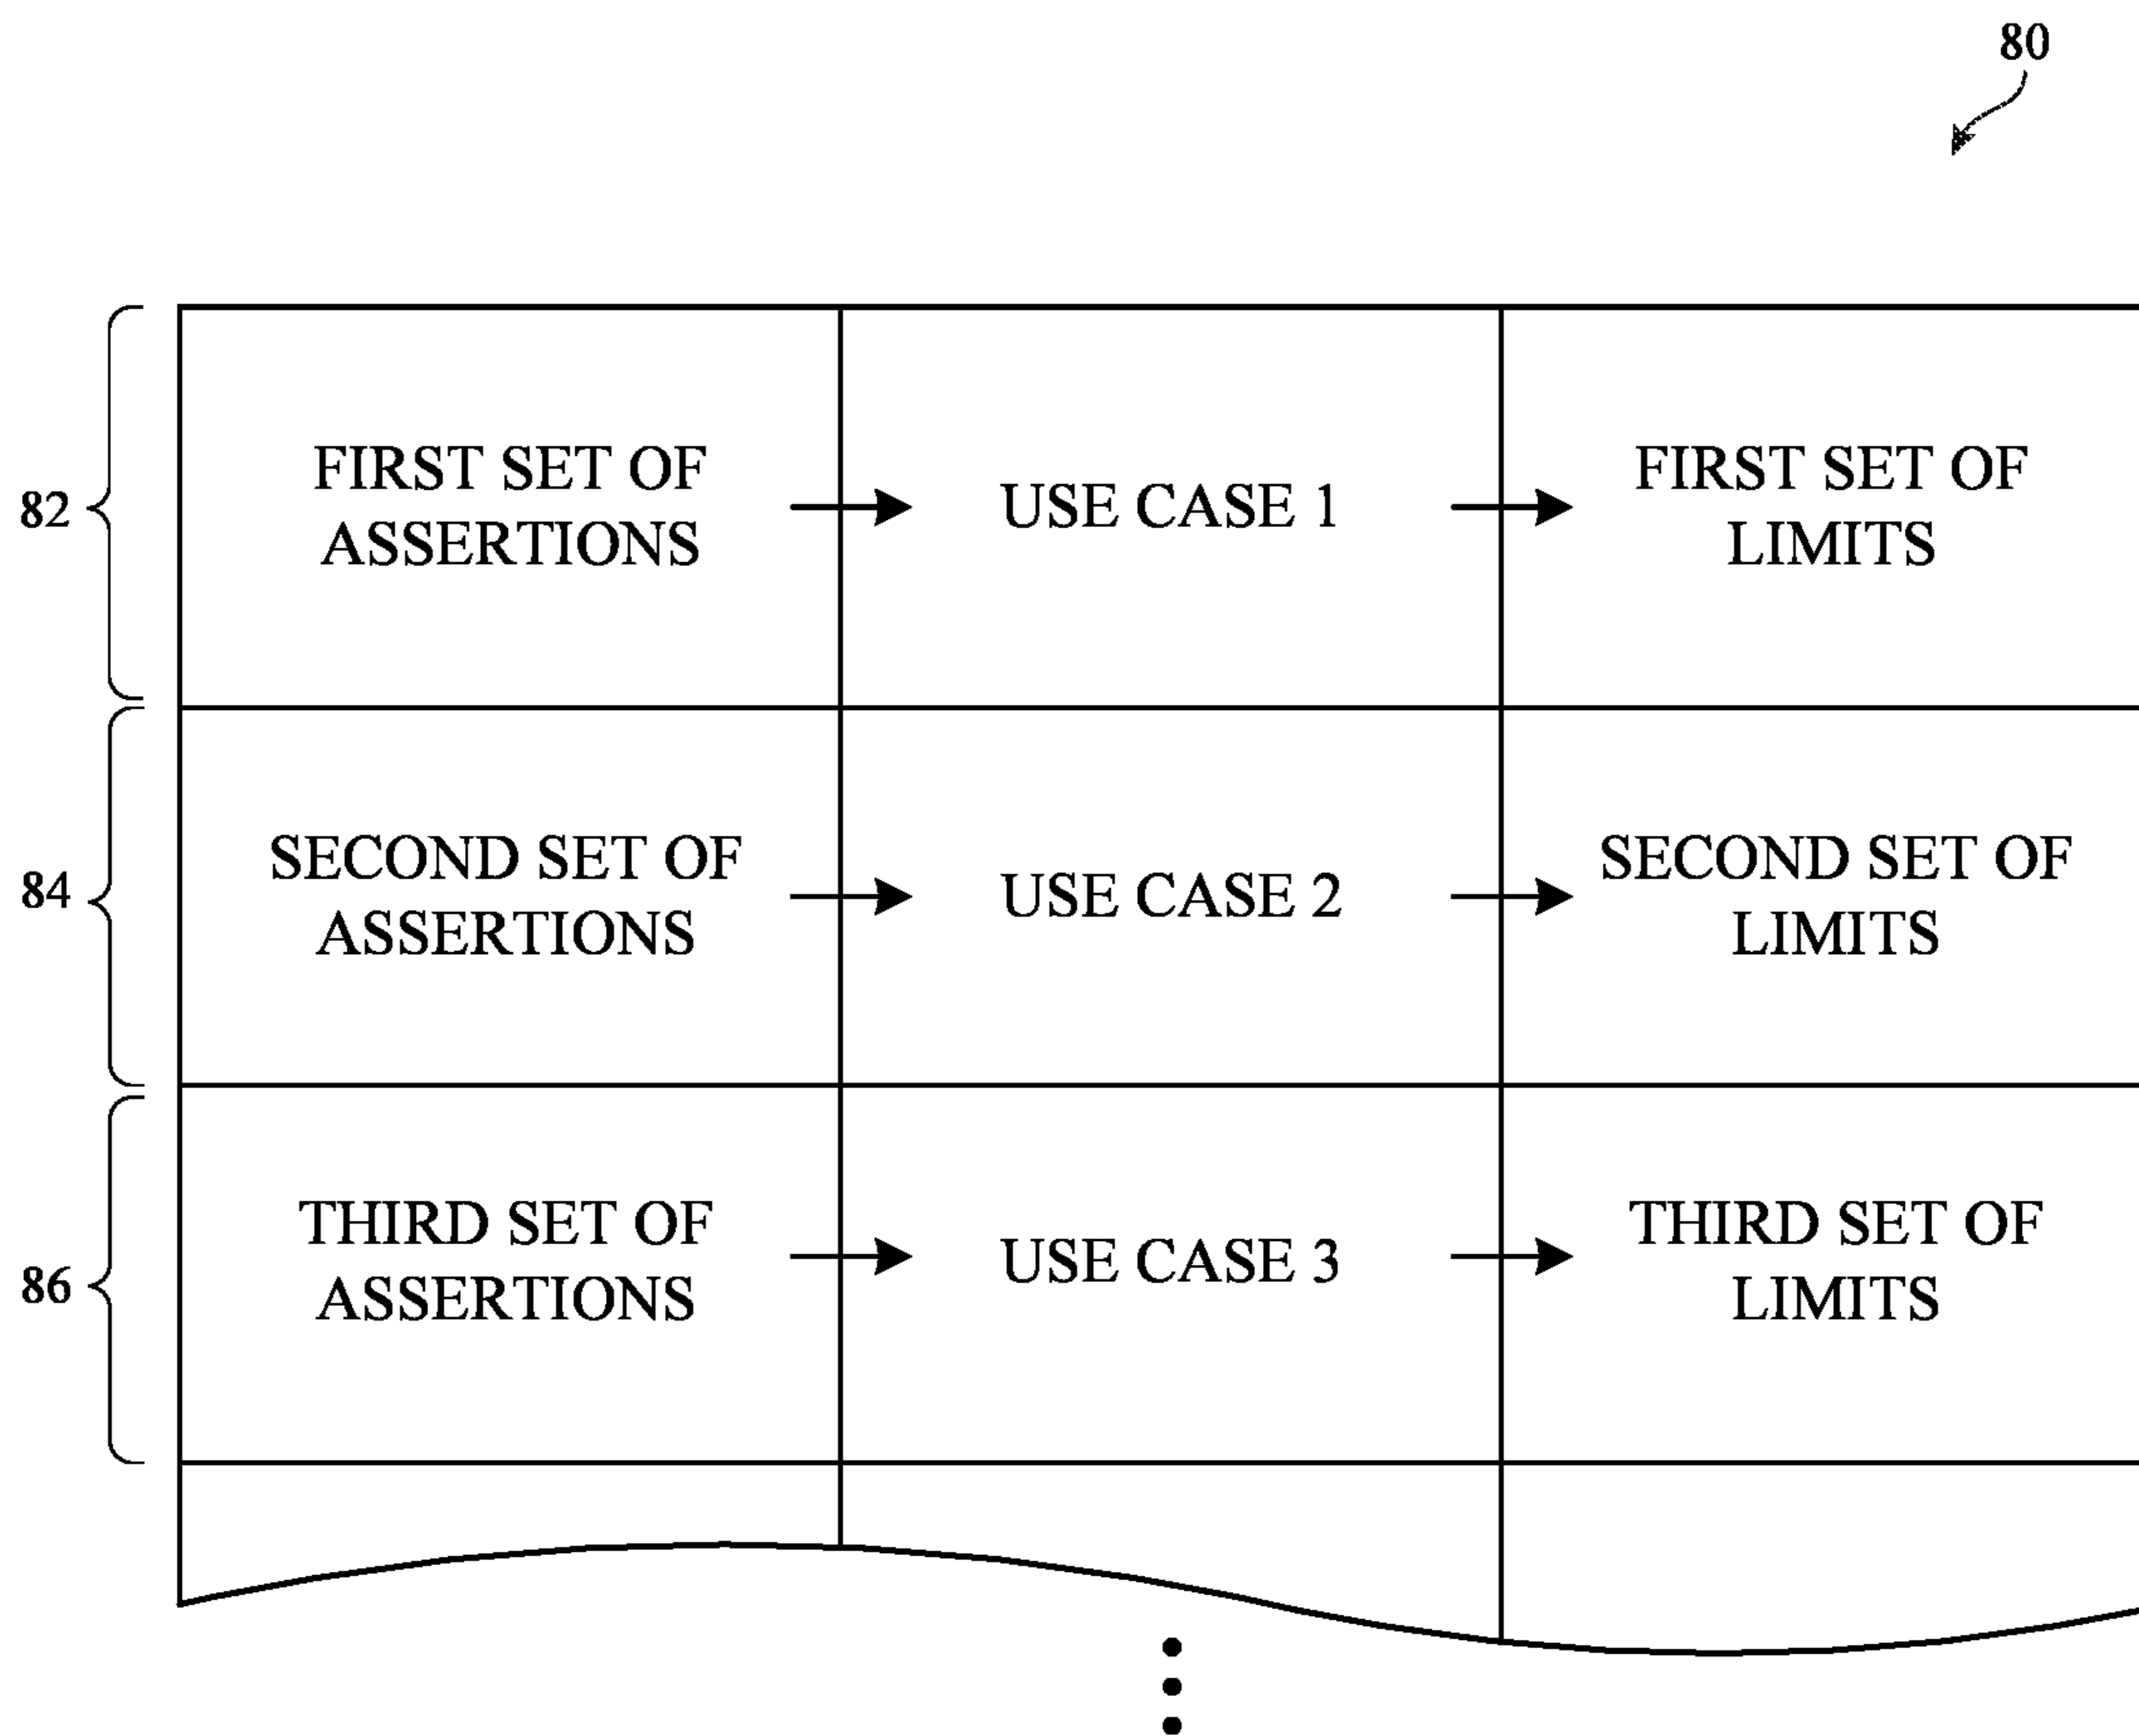 80
82
FIRST SET OF
ASSERTIONS
USE CASE 1
FIRST SET OF
LIMITS
84
SECOND SET OF
ASSERTIONS
USE CASE 2
SECOND SET OF
LIMITS
86
THIRD SET OF
ASSERTIONS
USE CASE 3
THIRD SET OF
LIMITS